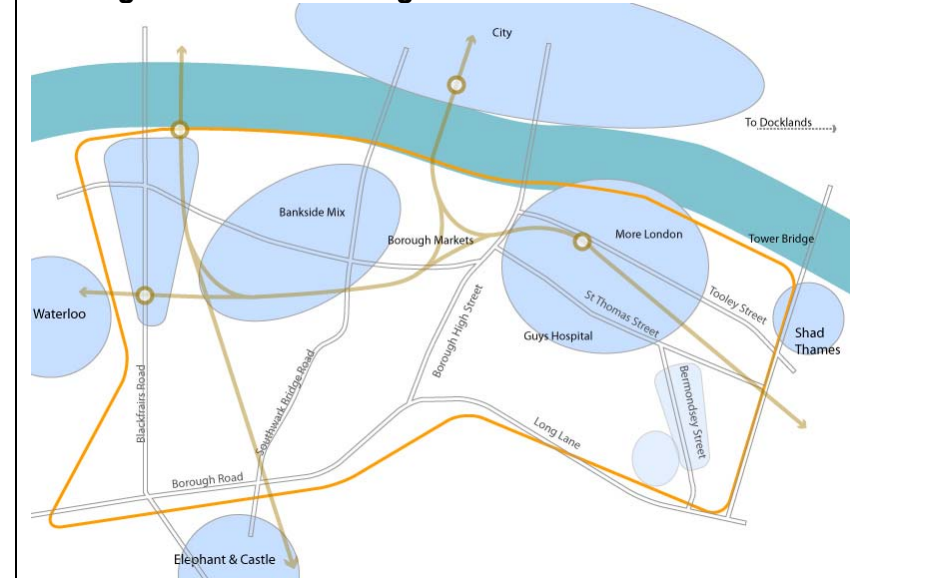 City
To Docklands
Bankside Mix
Borough Markets
More London
Tower Bridge
Waterloo
Tooley Street
St Thomas Street
Guys Hospital
Shad
Thames
Borough High Street
Blackfriars Road
Southwark Bridge Road
Bermondsey Street
Long Lane
Borough Road
Elephant & Castle